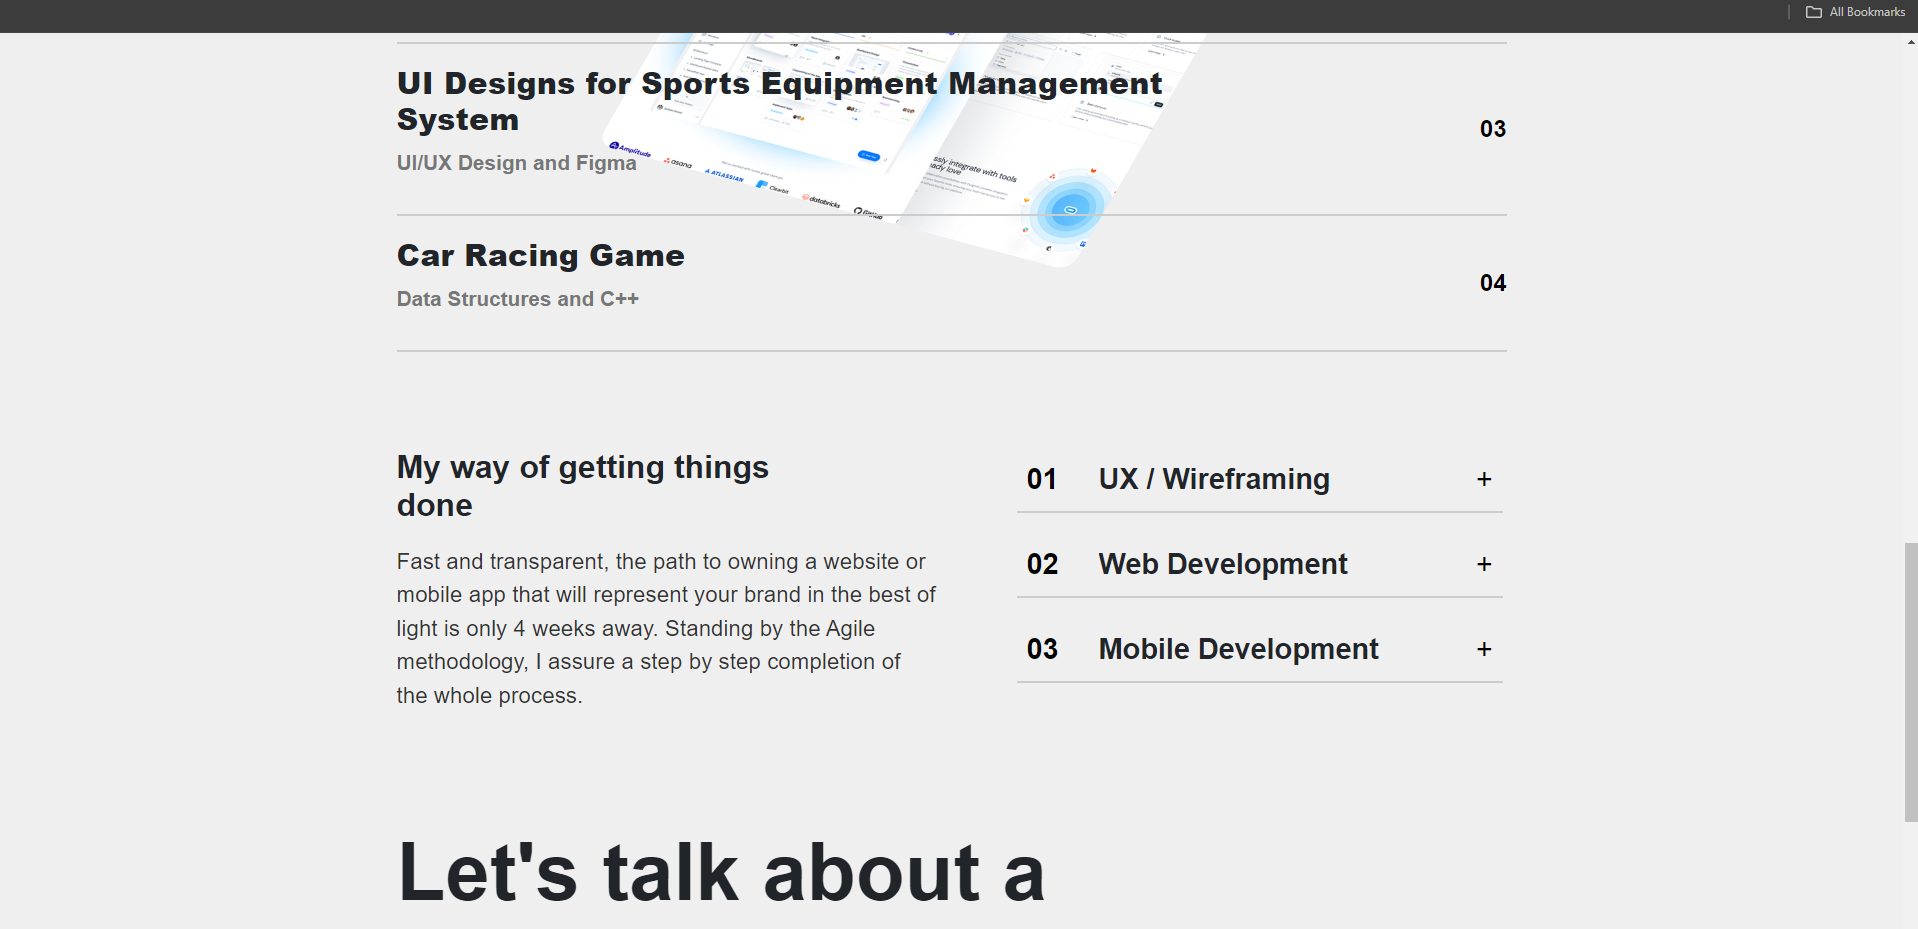 All Bookmarks
UI Designs for Sports Equipment Management
System
03
UI/UX Design and Figma
Amplitude
asana
ATLASSIAN
Clearbit
databricks
GitHub
ssly integrate with tools
eady love
Car Racing Game
04
Data Structures and C++
My way of getting things
done
Fast and transparent, the path to owning a website or
mobile app that will represent your brand in the best of
light is only 4 weeks away. Standing by the Agile
methodology, I assure a step by step completion of
the whole process.
01 UX / Wireframing +
02 Web Development +
03 Mobile Development +
Let's talk about a